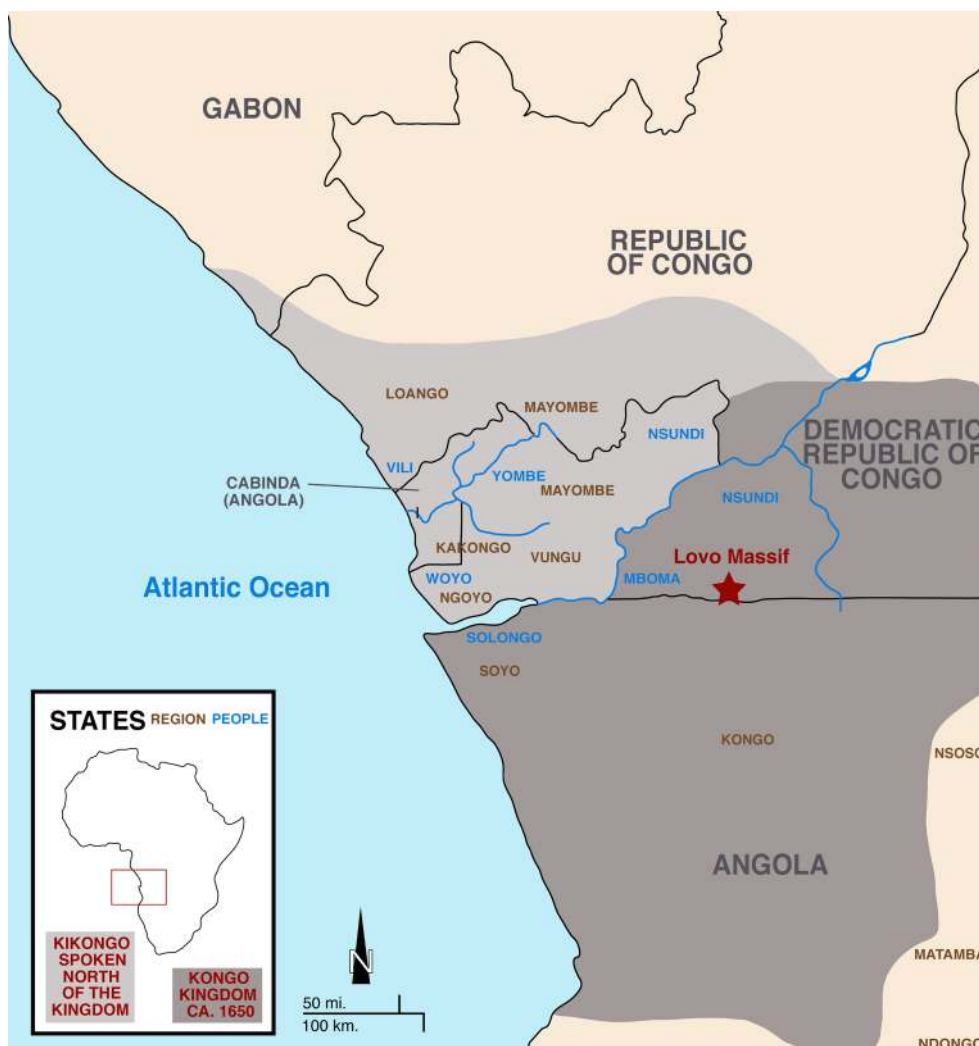 GABON
REPUBLIC
OF CONGO
LOANGO
MAYOMBE
NSUNDI
DEMOCRATIC
REPUBLIC OF
CONGO
VILI
YOMBE
CABINDA
(ANGOLA)
MAYOMBE
NSUNDI
KAKONGO
VUNGU
Lovo Massif
Atlantic Ocean
WOYO
MBOMA
NGOYO
SOLONGO
SOYO
KONGO
NSOSO
STATES REGION PEOPLE
ANGOLA
KIKONGO
SPOKEN
NORTH
OF THE
KINGDOM
KONGO
KINGDOM
CA. 1650
N
50 mi.
100 km.
MATAMBA
NDONGO